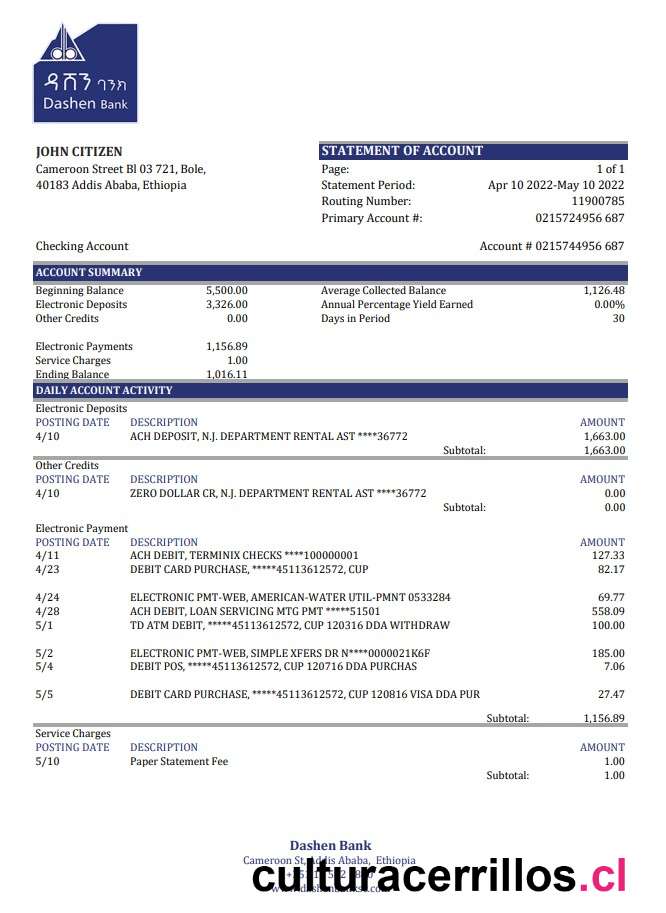 ዳሸን ባንክ
Dashen Bank
JOHN CITIZEN
Cameroon Street Bl 03 721, Bole,
40183 Addis Ababa, Ethiopia
STATEMENT OF ACCOUNT
Page: 1 of 1
Statement Period: Apr 10 2022-May 10 2022
Routing Number: 11900785
Primary Account #: 0215724956 687
Checking Account Account # 0215744956 687
ACCOUNT SUMMARY
Beginning Balance 5,500.00 Average Collected Balance 1,126.48
Electronic Deposits 3,326.00 Annual Percentage Yield Earned 0.00%
Other Credits 0.00 Days in Period 30
Electronic Payments 1,156.89
Service Charges 1.00
Ending Balance 1,016.11
DAILY ACCOUNT ACTIVITY
Electronic Deposits
POSTING DATE DESCRIPTION AMOUNT
4/10 ACH DEPOSIT, N.J. DEPARTMENT RENTAL AST ****36772 1,663.00
Subtotal: 1,663.00
Other Credits
POSTING DATE DESCRIPTION AMOUNT
4/10 ZERO DOLLAR CR, N.J. DEPARTMENT RENTAL AST ****36772 0.00
Subtotal: 0.00
Electronic Payment
POSTING DATE DESCRIPTION AMOUNT
4/11 ACH DEBIT, TERMINIX CHECKS ****100000001 127.33
4/23 DEBIT CARD PURCHASE, *****45113612572, CUP 82.17
4/24 ELECTRONIC PMT-WEB, AMERICAN-WATER UTIL-PMNT 0533284 69.77
4/28 ACH DEBIT, LOAN SERVICING MTG PMT *****51501 558.09
5/1 TD ATM DEBIT, *****45113612572, CUP 120316 DDA WITHDRAW 100.00
5/2 ELECTRONIC PMT-WEB, SIMPLE XFERS DR N****0000021K6F 185.00
5/4 DEBIT POS, *****45113612572, CUP 120716 DDA PURCHAS 7.06
5/5 DEBIT CARD PURCHASE, *****45113612572, CUP 120816 VISA DDA PUR 27.47
Subtotal: 1,156.89
Service Charges
POSTING DATE DESCRIPTION AMOUNT
5/10 Paper Statement Fee 1.00
Subtotal: 1.00
Dashen Bank
Cameroon St, Addis Ababa, Ethiopia
culturacerrillos.cl